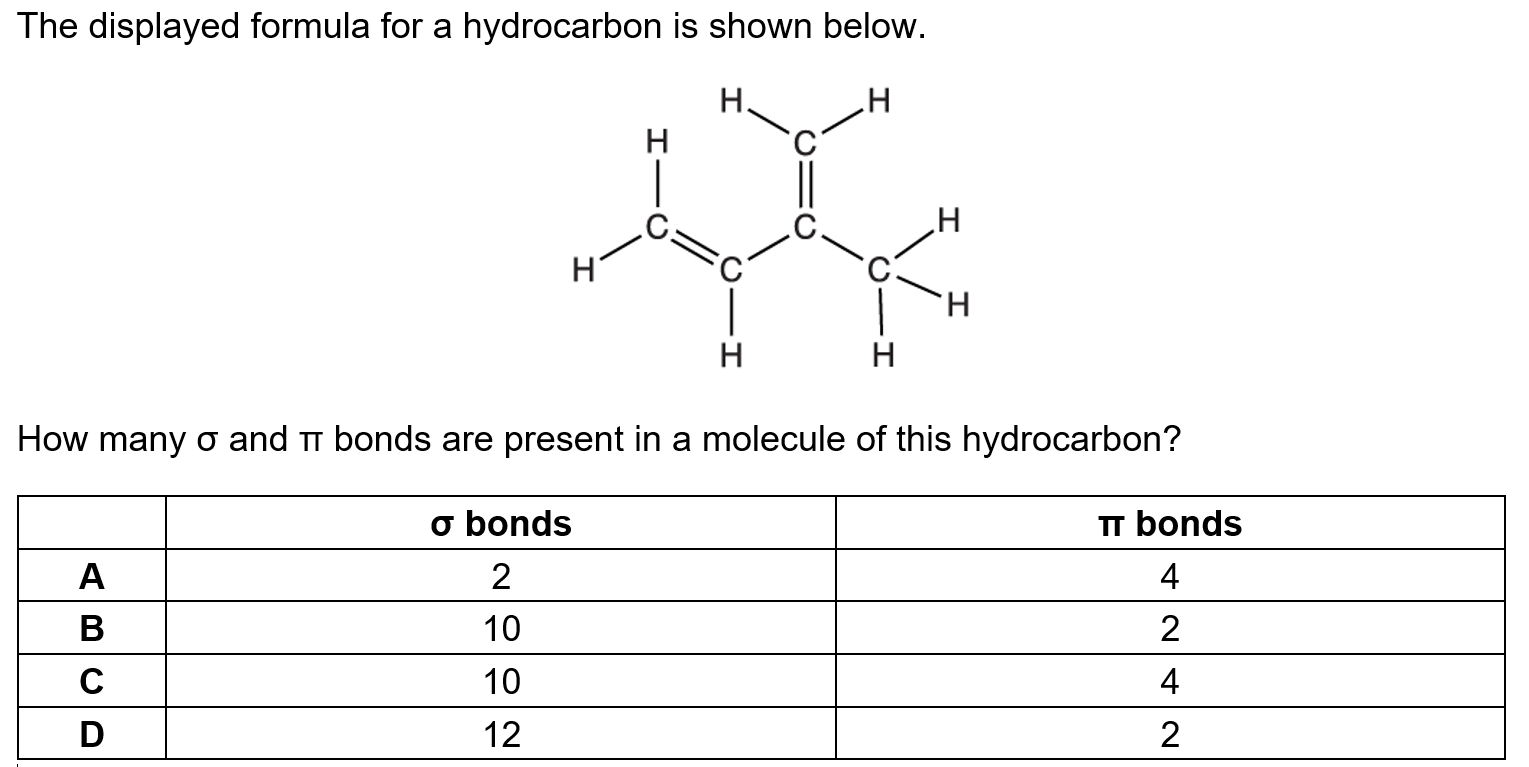 The displayed formula for a hydrocarbon is shown below.
H H
H C
C C H
H C C
H
H H
How many σ and π bonds are present in a molecule of this hydrocarbon?
σ bonds π bonds
A 2 4
B 10 2
C 10 4
D 12 2